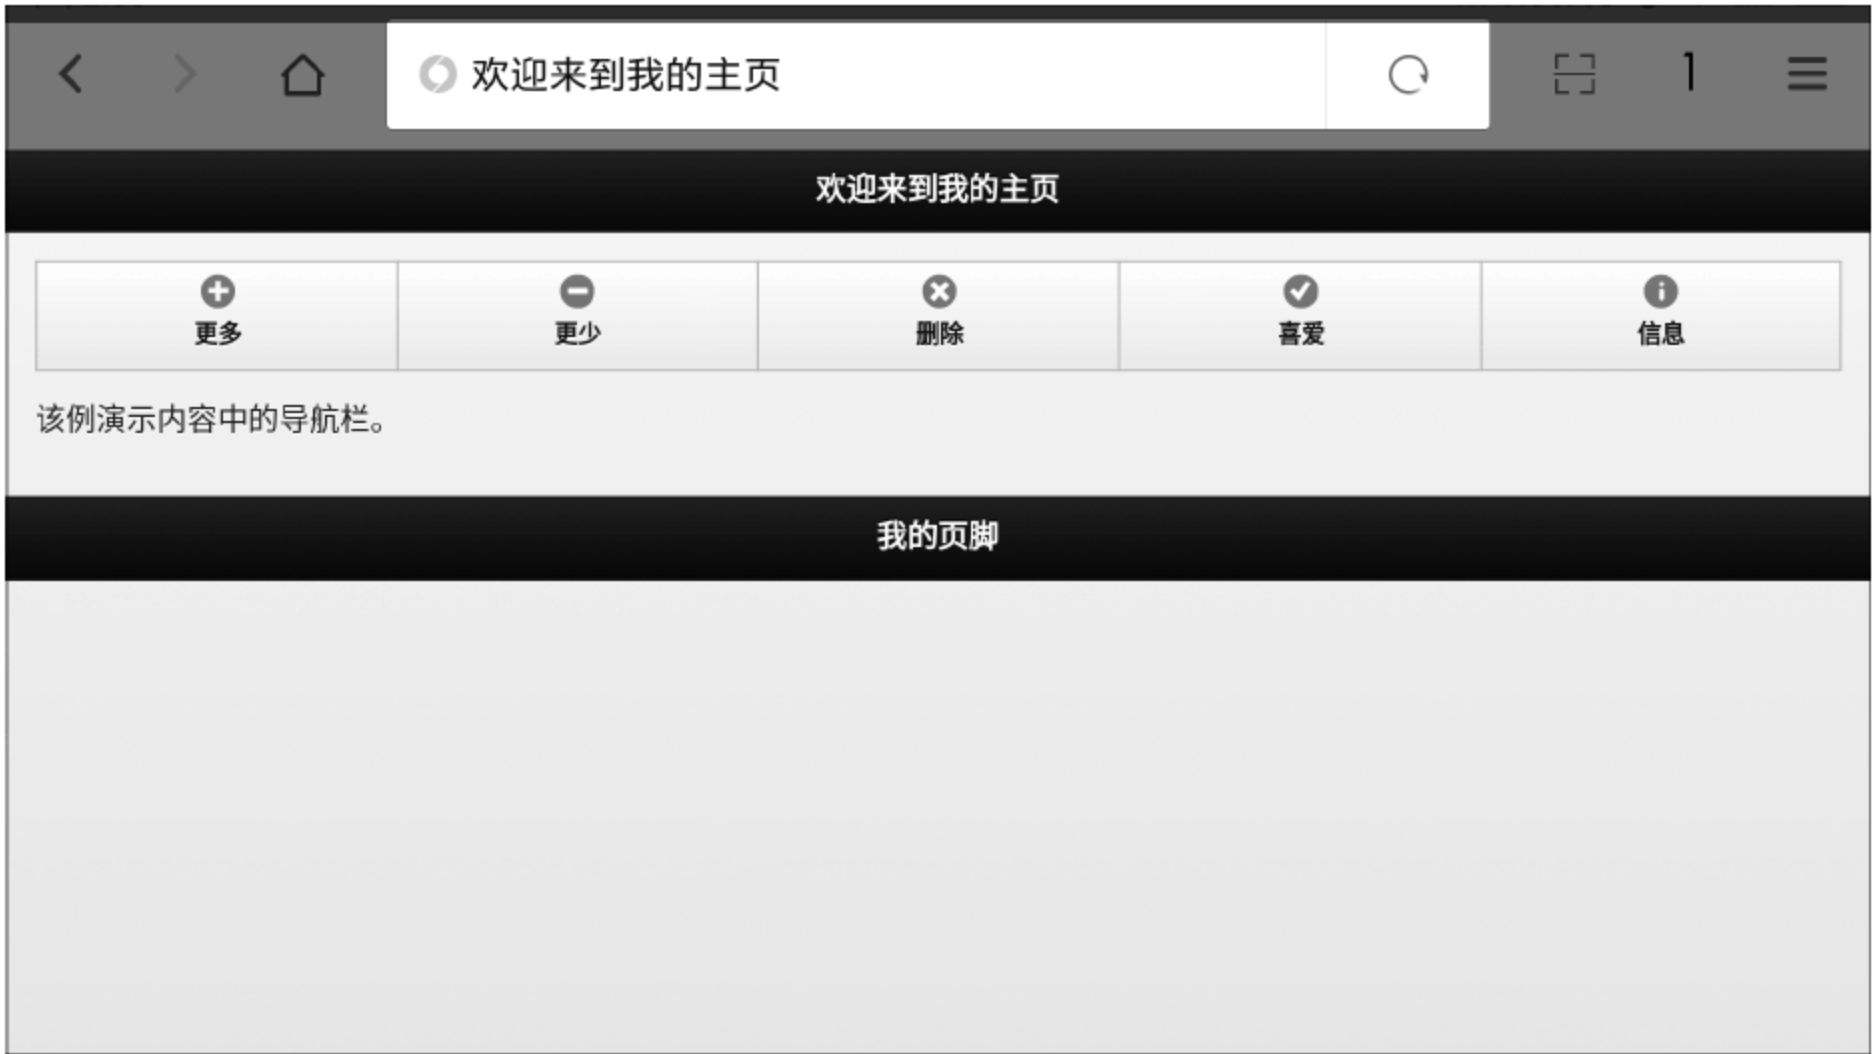 欢迎来到我的主页
1
欢迎来到我的主页
更多 更少 删除 喜爱 信息
该例演示内容中的导航栏。
我的页脚